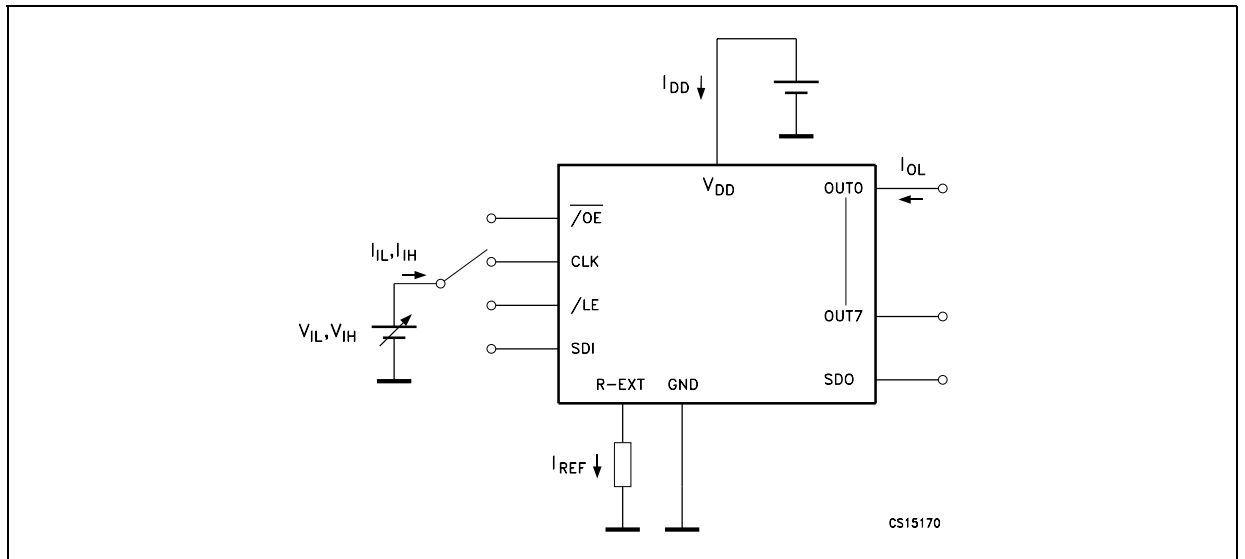 I_DD
V_DD
OUT0
I_OL
/OE
I_IL,I_IH
CLK
/LE
V_IL,V_IH
OUT7
SDI
SDO
R-EXT GND
I_REF
CS15170